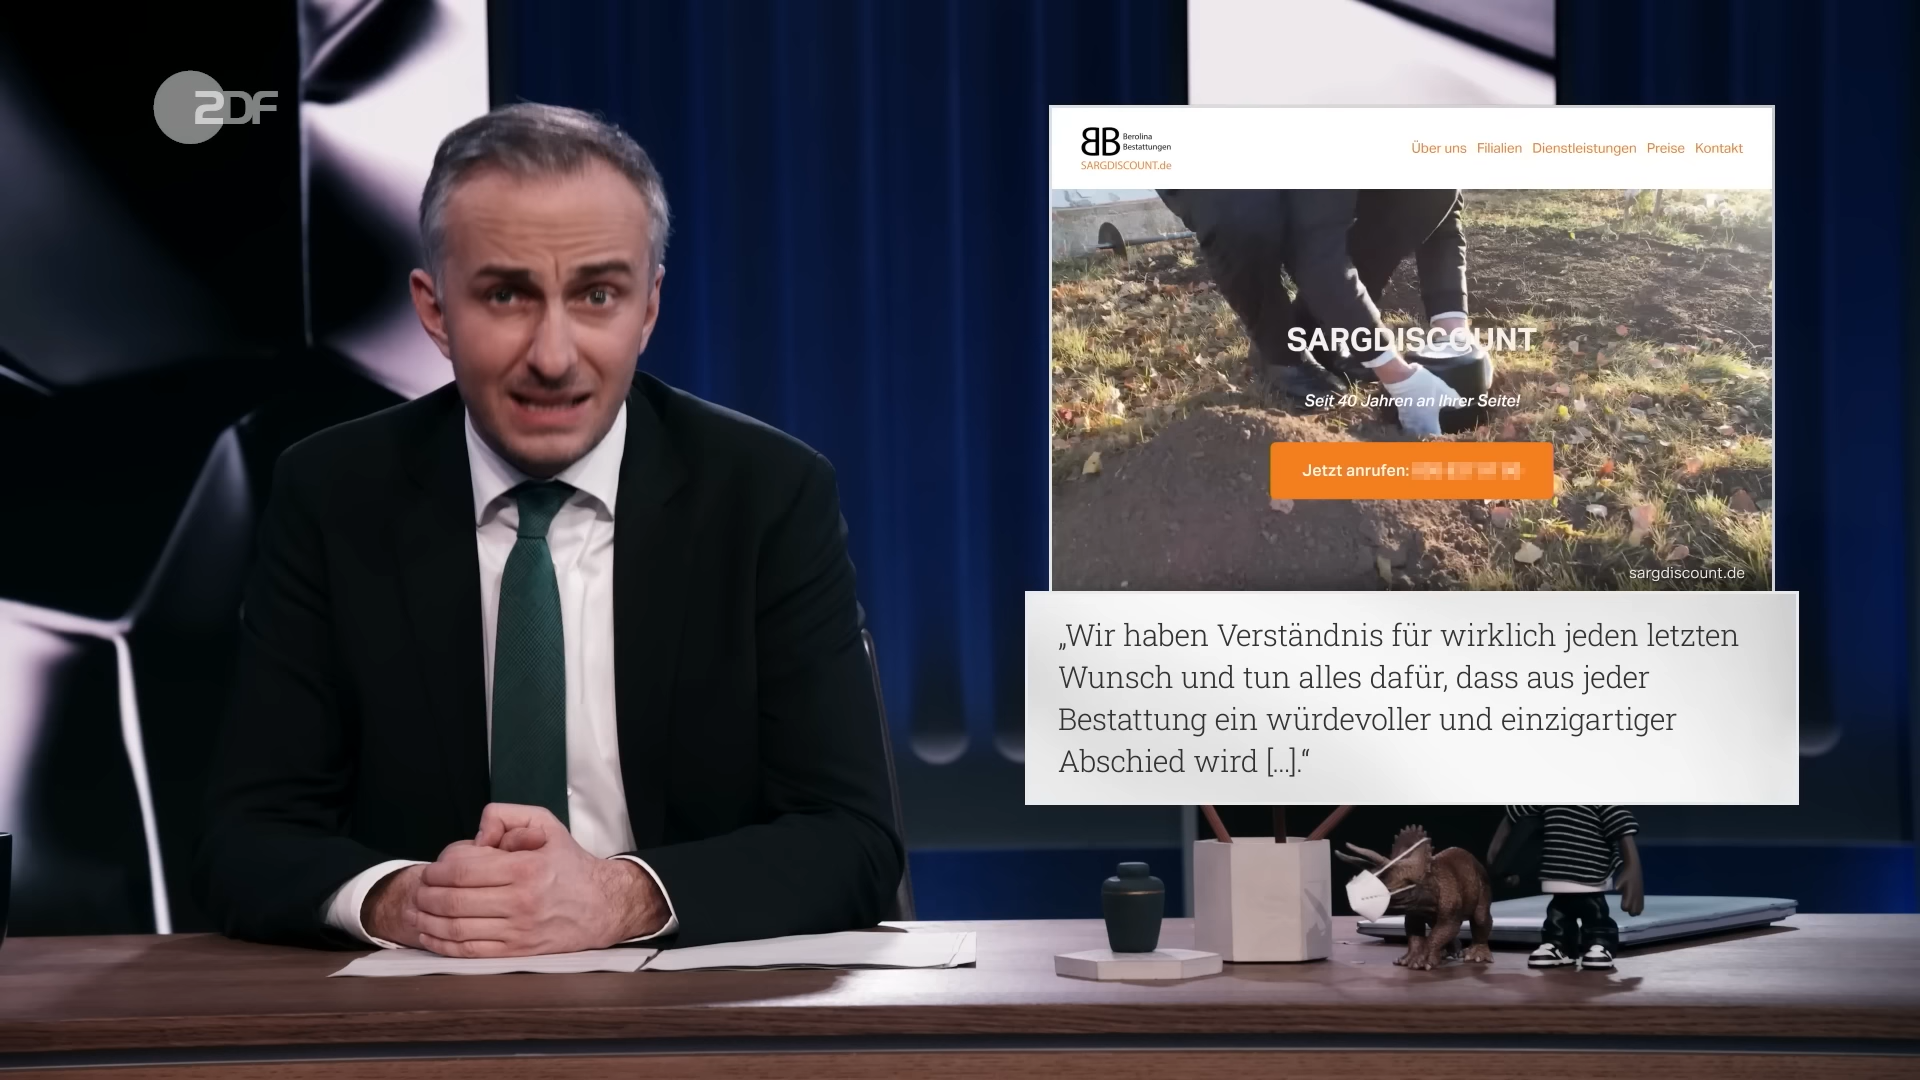 ZDF
BB Berolina
Bestattungen
SARGDISCOUNT.de
Über uns Filialien Dienstleistungen Preise Kontakt
SARGDISCOUNT
Seit 40 Jahren an Ihrer Seite!
Jetzt anrufen:
sargdiscount.de
„Wir haben Verständnis für wirklich jeden letzten
Wunsch und tun alles dafür, dass aus jeder
Bestattung ein würdevoller und einzigartiger
Abschied wird [...].“